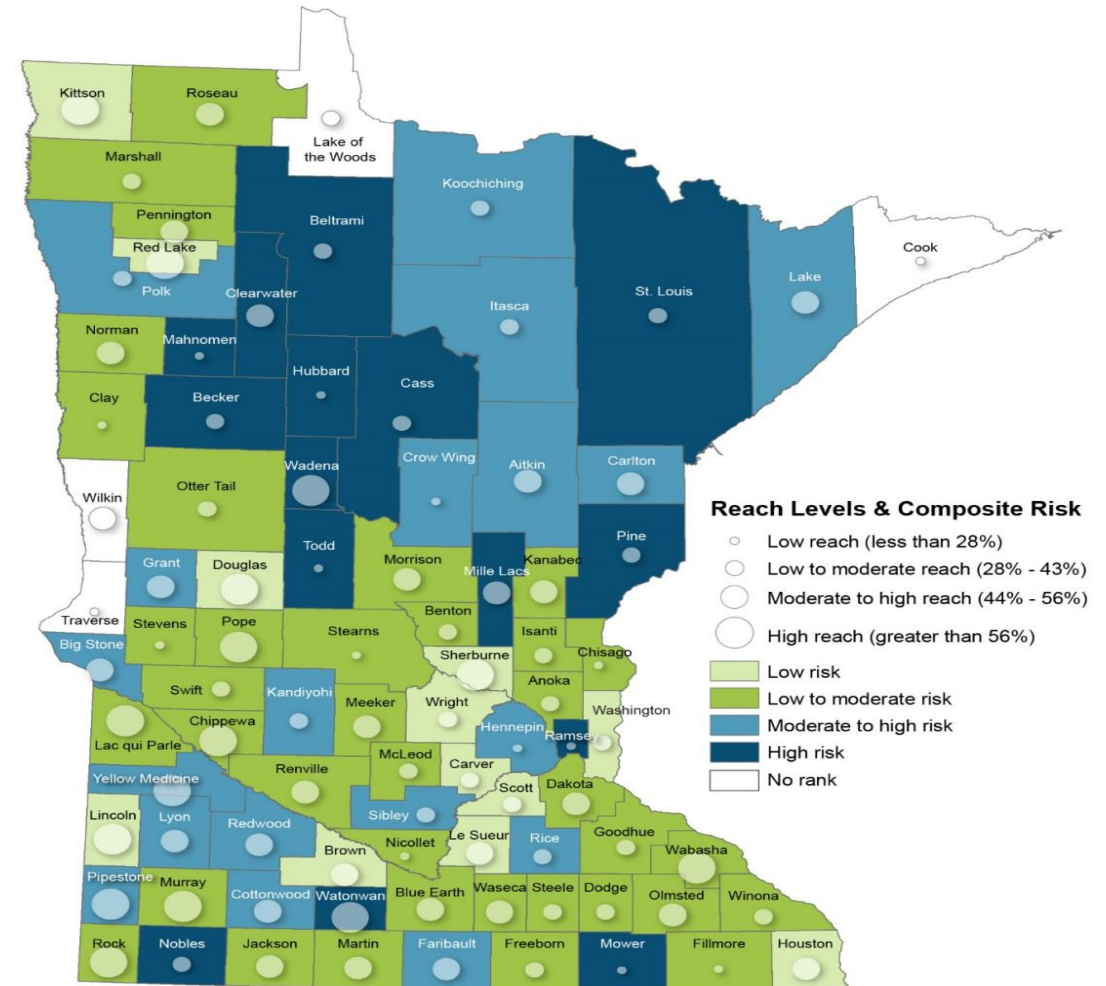 Kittson
Roseau
Lake of
the Woods
Marshall
Koochiching
Pennington
Beltrami
Red Lake
Cook
Lake
Polk
Clearwater
St. Louis
Itasca
Norman
Mahnomen
Hubbard
Cass
Clay
Becker
Crow Wing
Aitkin
Carlton
Wadena
Wilkin
Otter Tail
Pine
Todd
Grant
Douglas
Morrison
Mille Lacs
Kanabec
Traverse
Stevens
Pope
Stearns
Benton
Isanti
Big Stone
Sherburne
Chisago
Swift
Kandiyohi
Anoka
Meeker
Wright
Washington
Chippewa
Hennepin
Ramsey
Lac qui Parle
McLeod
Renville
Carver
Yellow Medicine
Scott
Dakota
Lincoln
Lyon
Redwood
Sibley
Le Sueur
Rice
Goodhue
Nicollet
Brown
Wabasha
Pipestone
Murray
Cottonwood
Watonwan
Blue Earth
Waseca
Steele
Dodge
Olmsted
Winona
Rock
Nobles
Jackson
Martin
Faribault
Freeborn
Mower
Fillmore
Houston
Reach Levels & Composite Risk
Low reach (less than 28%)
Low to moderate reach (28% - 43%)
Moderate to high reach (44% - 56%)
High reach (greater than 56%)
Low risk
Low to moderate risk
Moderate to high risk
High risk
No rank